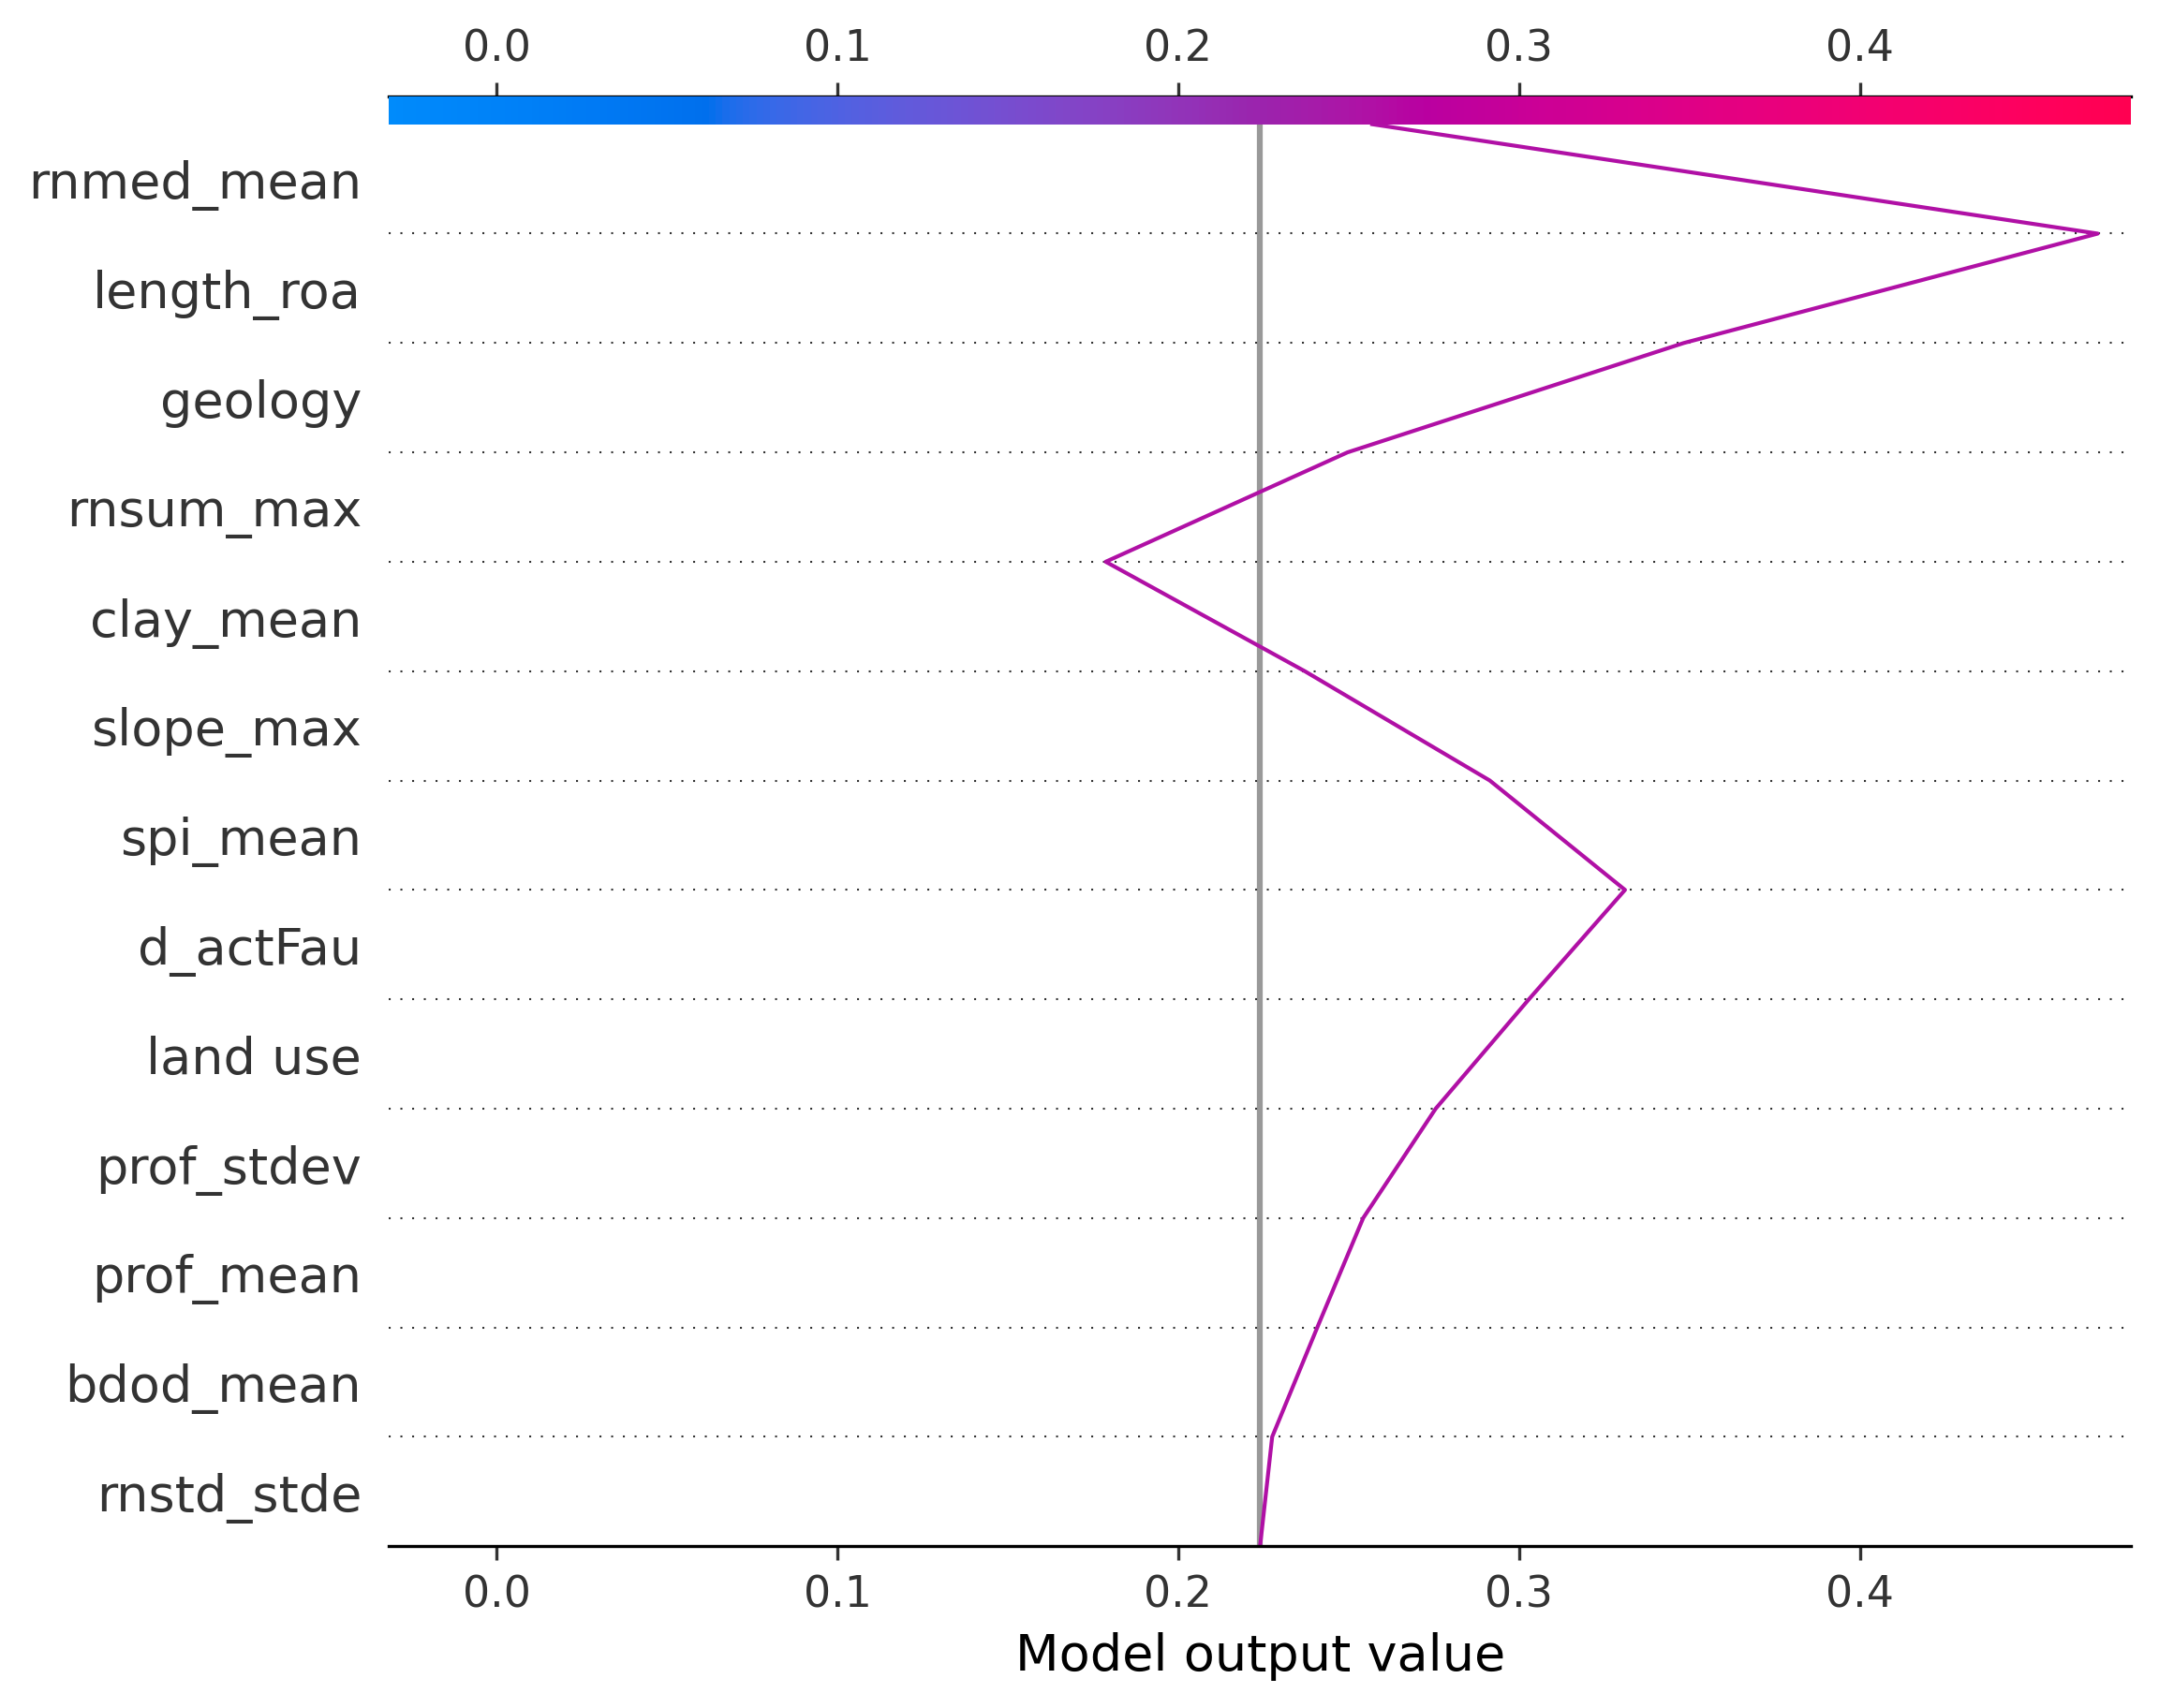 0.0 0.1 0.2 0.3 0.4
rnmed_mean
length_roa
geology
rnsum_max
clay_mean
slope_max
spi_mean
d_actFau
land use
prof_stdev
prof_mean
bdod_mean
rnstd_stde
0.0 0.1 0.2 0.3 0.4
Model output value